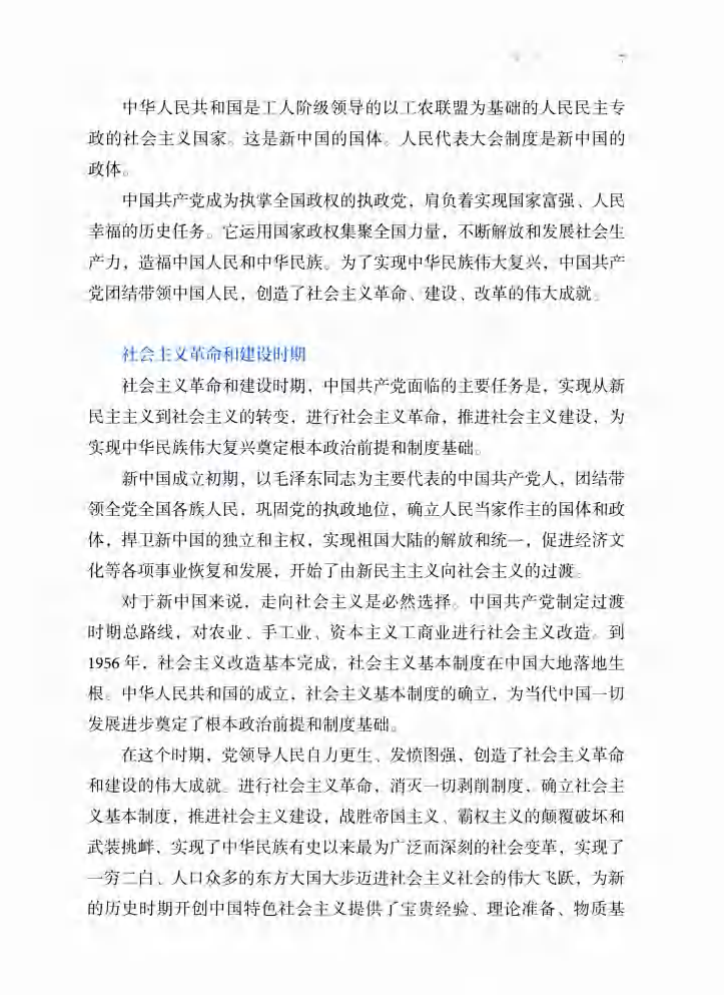 中华人民共和国是工人阶级领导的以工农联盟为基础的人民民主专
政的社会主义国家。这是新中国的国体。人民代表大会制度是新中国的
政体。
中国共产党成为执掌全国政权的执政党，肩负着实现国家富强、人民
幸福的历史任务。它运用国家政权集聚全国力量，不断解放和发展社会生
产力，造福中国人民和中华民族。为了实现中华民族伟大复兴，中国共产
党团结带领中国人民，创造了社会主义革命、建设、改革的伟大成就。
社会主义革命和建设时期
社会主义革命和建设时期，中国共产党面临的主要任务是，实现从新
民主主义到社会主义的转变，进行社会主义革命，推进社会主义建设，为
实现中华民族伟大复兴奠定根本政治前提和制度基础。
新中国成立初期，以毛泽东同志为主要代表的中国共产党人，团结带
领全党全国各族人民，巩固党的执政地位，确立人民当家作主的国体和政
体，捍卫新中国的独立和主权，实现祖国大陆的解放和统一，促进经济文
化等各项事业恢复和发展，开始了由新民主主义向社会主义的过渡。
对于新中国来说，走向社会主义是必然选择。中国共产党制定过渡
时期总路线，对农业、手工业、资本主义工商业进行社会主义改造。到
1956 年，社会主义改造基本完成，社会主义基本制度在中国大地落地生
根。中华人民共和国的成立，社会主义基本制度的确立，为当代中国一切
发展进步奠定了根本政治前提和制度基础。
在这个时期，党领导人民自力更生、发愤图强，创造了社会主义革命
和建设的伟大成就。进行社会主义革命，消灭一切剥削制度，确立社会主
义基本制度，推进社会主义建设，战胜帝国主义、霸权主义的颠覆破坏和
武装挑衅，实现了中华民族有史以来最为广泛而深刻的社会变革，实现了
一穷二白、人口众多的东方大国大步迈进社会主义社会的伟大飞跃，为新
的历史时期开创中国特色社会主义提供了宝贵经验、理论准备、物质基